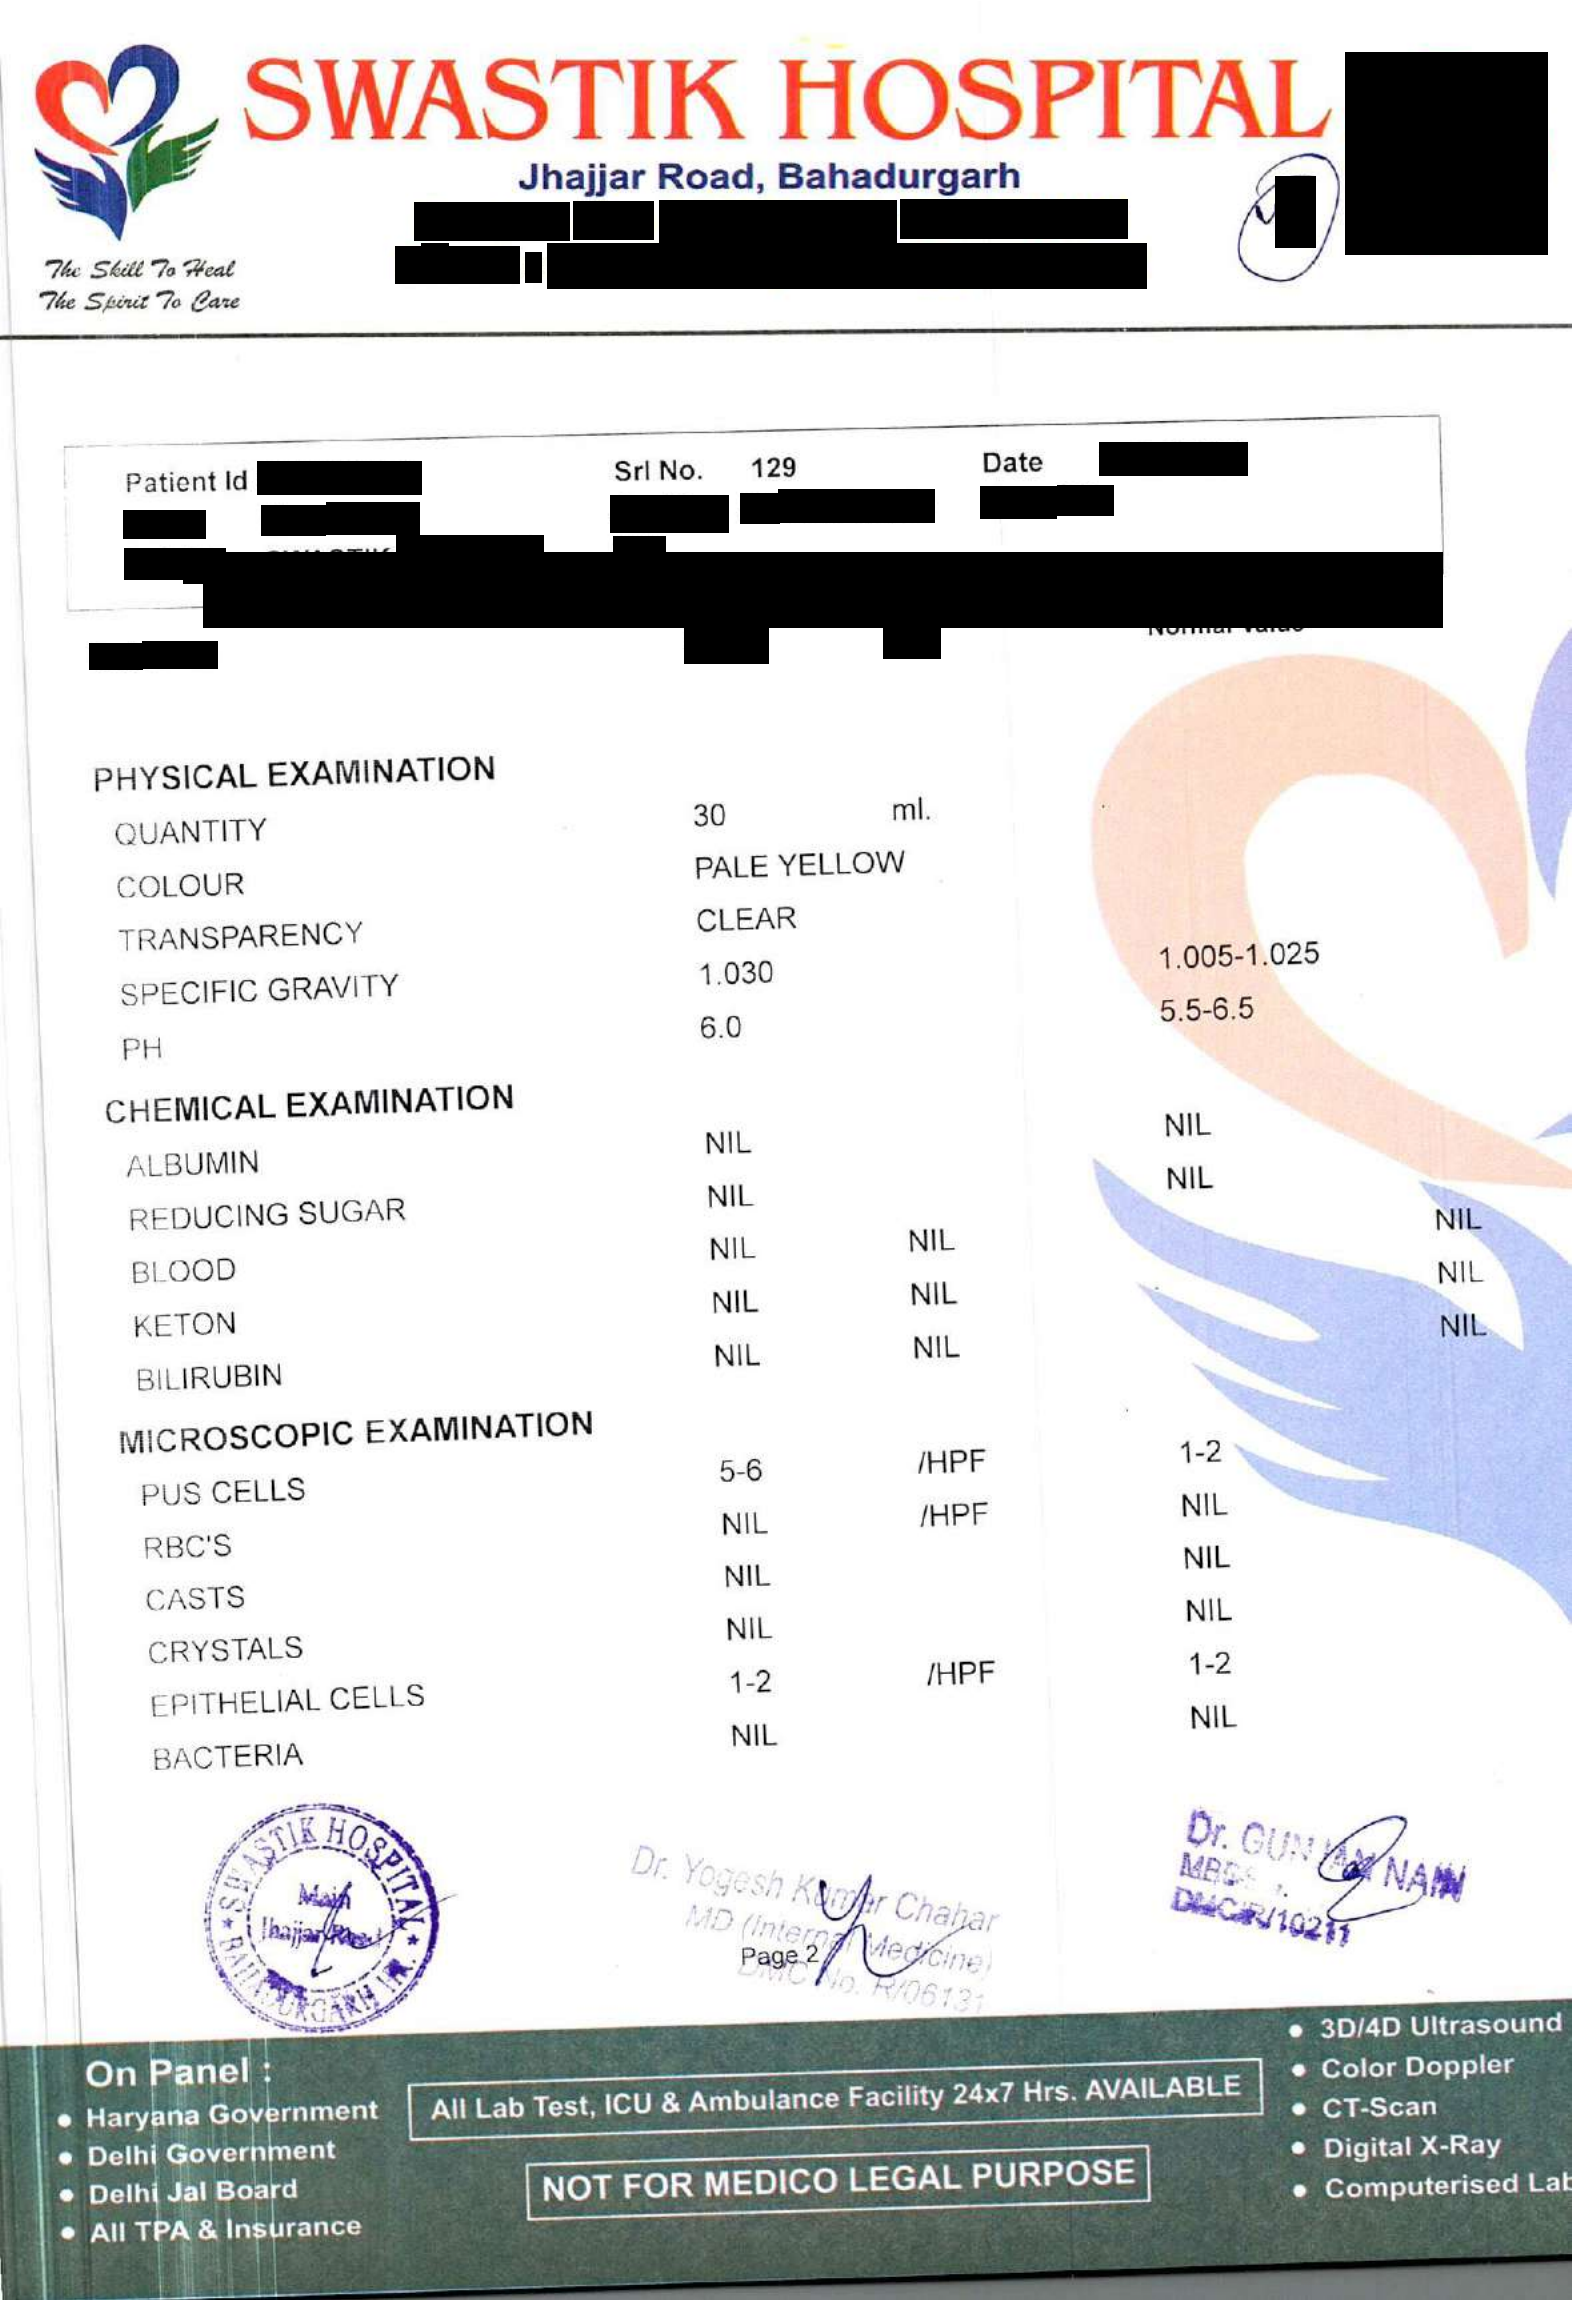 SWASTIK HOSPITAL
Jhajjar Road, Bahadurgarh
The Skill To Heal
The Spirit To Care
Patient Id Srl No. 129 Date
Normal Value
PHYSICAL EXAMINATION
QUANTITY 30 ml.
COLOUR PALE YELLOW
TRANSPARENCY CLEAR
SPECIFIC GRAVITY 1.030 1.005-1.025
PH 6.0 5.5-6.5
CHEMICAL EXAMINATION
ALBUMIN NIL NIL
REDUCING SUGAR NIL NIL
BLOOD NIL NIL NIL
KETON NIL NIL NIL
BILIRUBIN NIL NIL NIL
MICROSCOPIC EXAMINATION
PUS CELLS 5-6 /HPF 1-2
RBC'S NIL /HPF NIL
CASTS NIL NIL
CRYSTALS NIL NIL
EPITHELIAL CELLS 1-2 /HPF 1-2
BACTERIA NIL NIL
SWASTIK HOSPITAL
Main
Jhajjar Road
Dr. Yogesh Kumar Chahar
MD (Internal Medicine)
DMC No. R/06131
Page 2
Dr. GUNJAN NAIN
MBBS
DMC/R/10211
On Panel :
• Haryana Government
• Delhi Government
• Delhi Jal Board
• All TPA & Insurance
All Lab Test, ICU & Ambulance Facility 24x7 Hrs. AVAILABLE
NOT FOR MEDICO LEGAL PURPOSE
• 3D/4D Ultrasound
• Color Doppler
• CT-Scan
• Digital X-Ray
• Computerised Lab